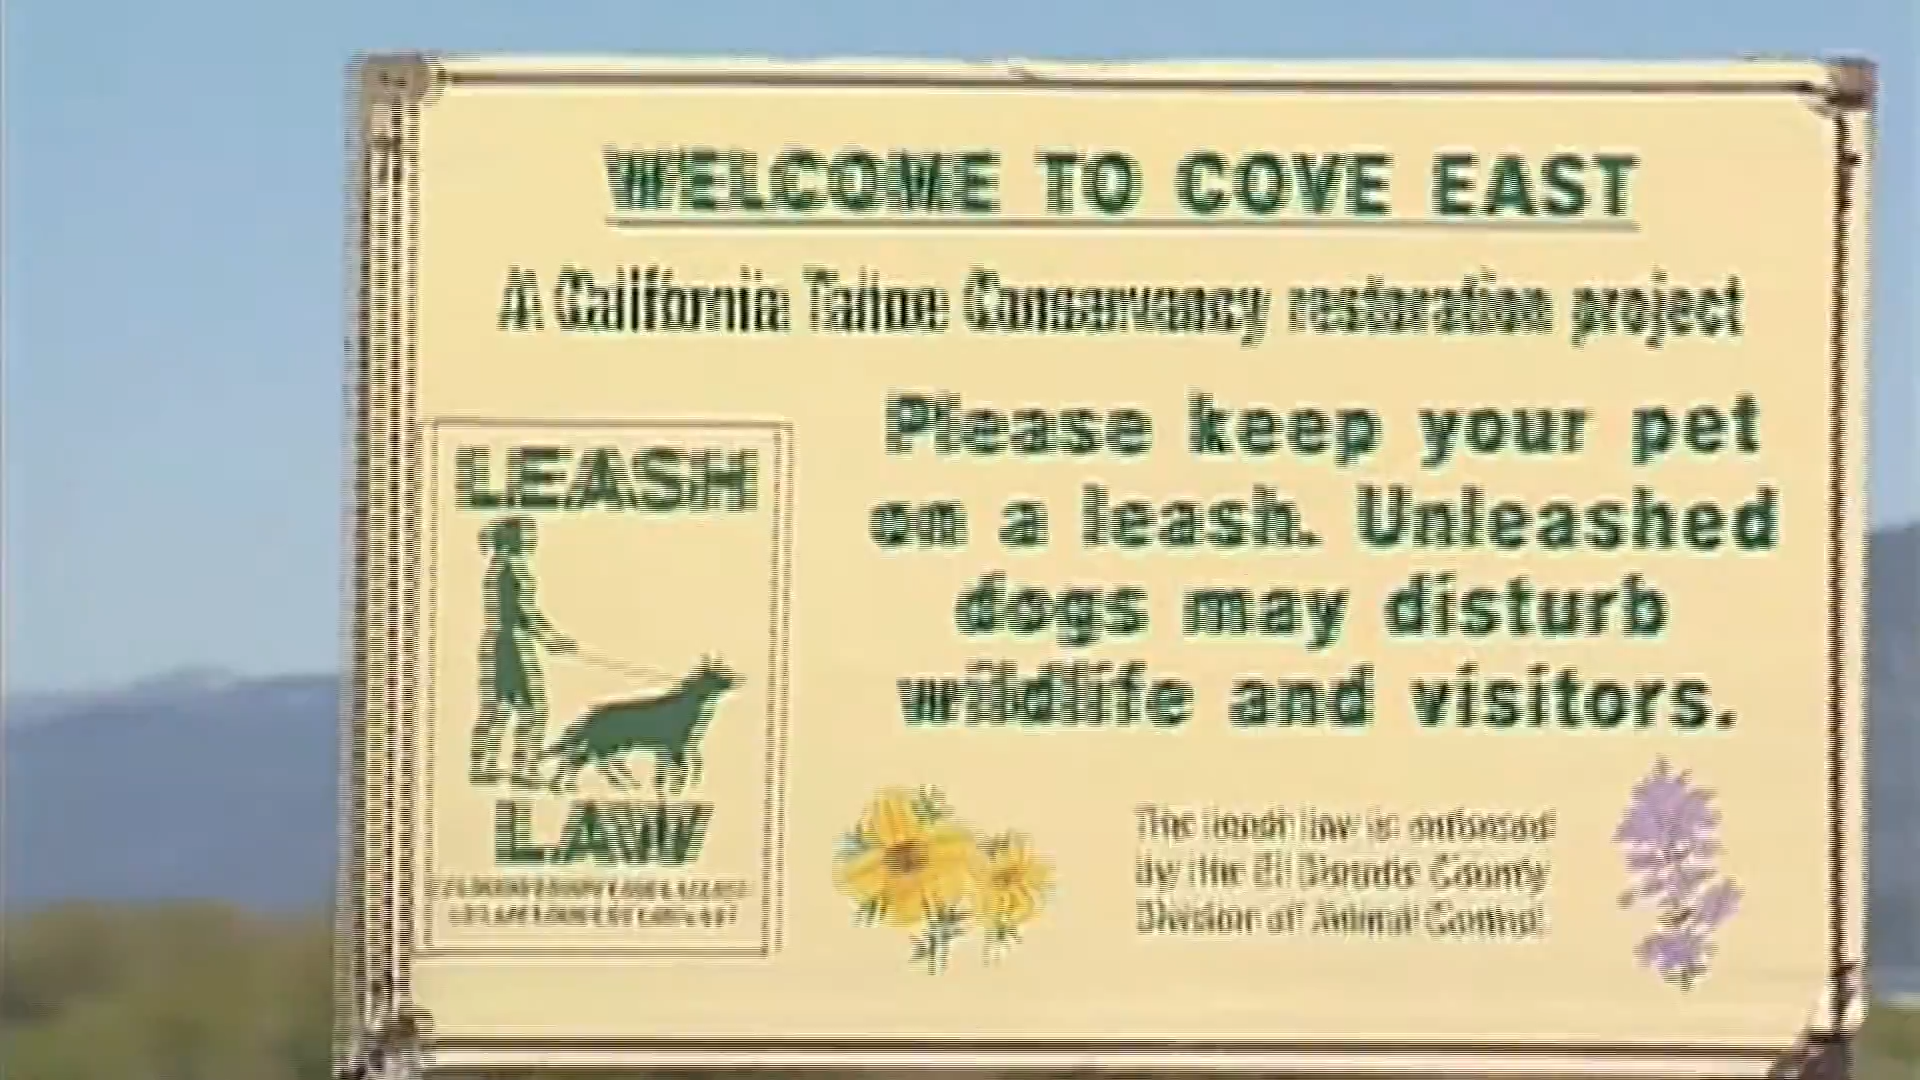 WELCOME TO COVE EAST
A California Tahoe Conservancy restoration project
Please keep your pet
on a leash. Unleashed
dogs may disturb
wildlife and visitors.
LEASH
LAW
The leash law is enforced
by the El Dorado County
Division of Animal Control.